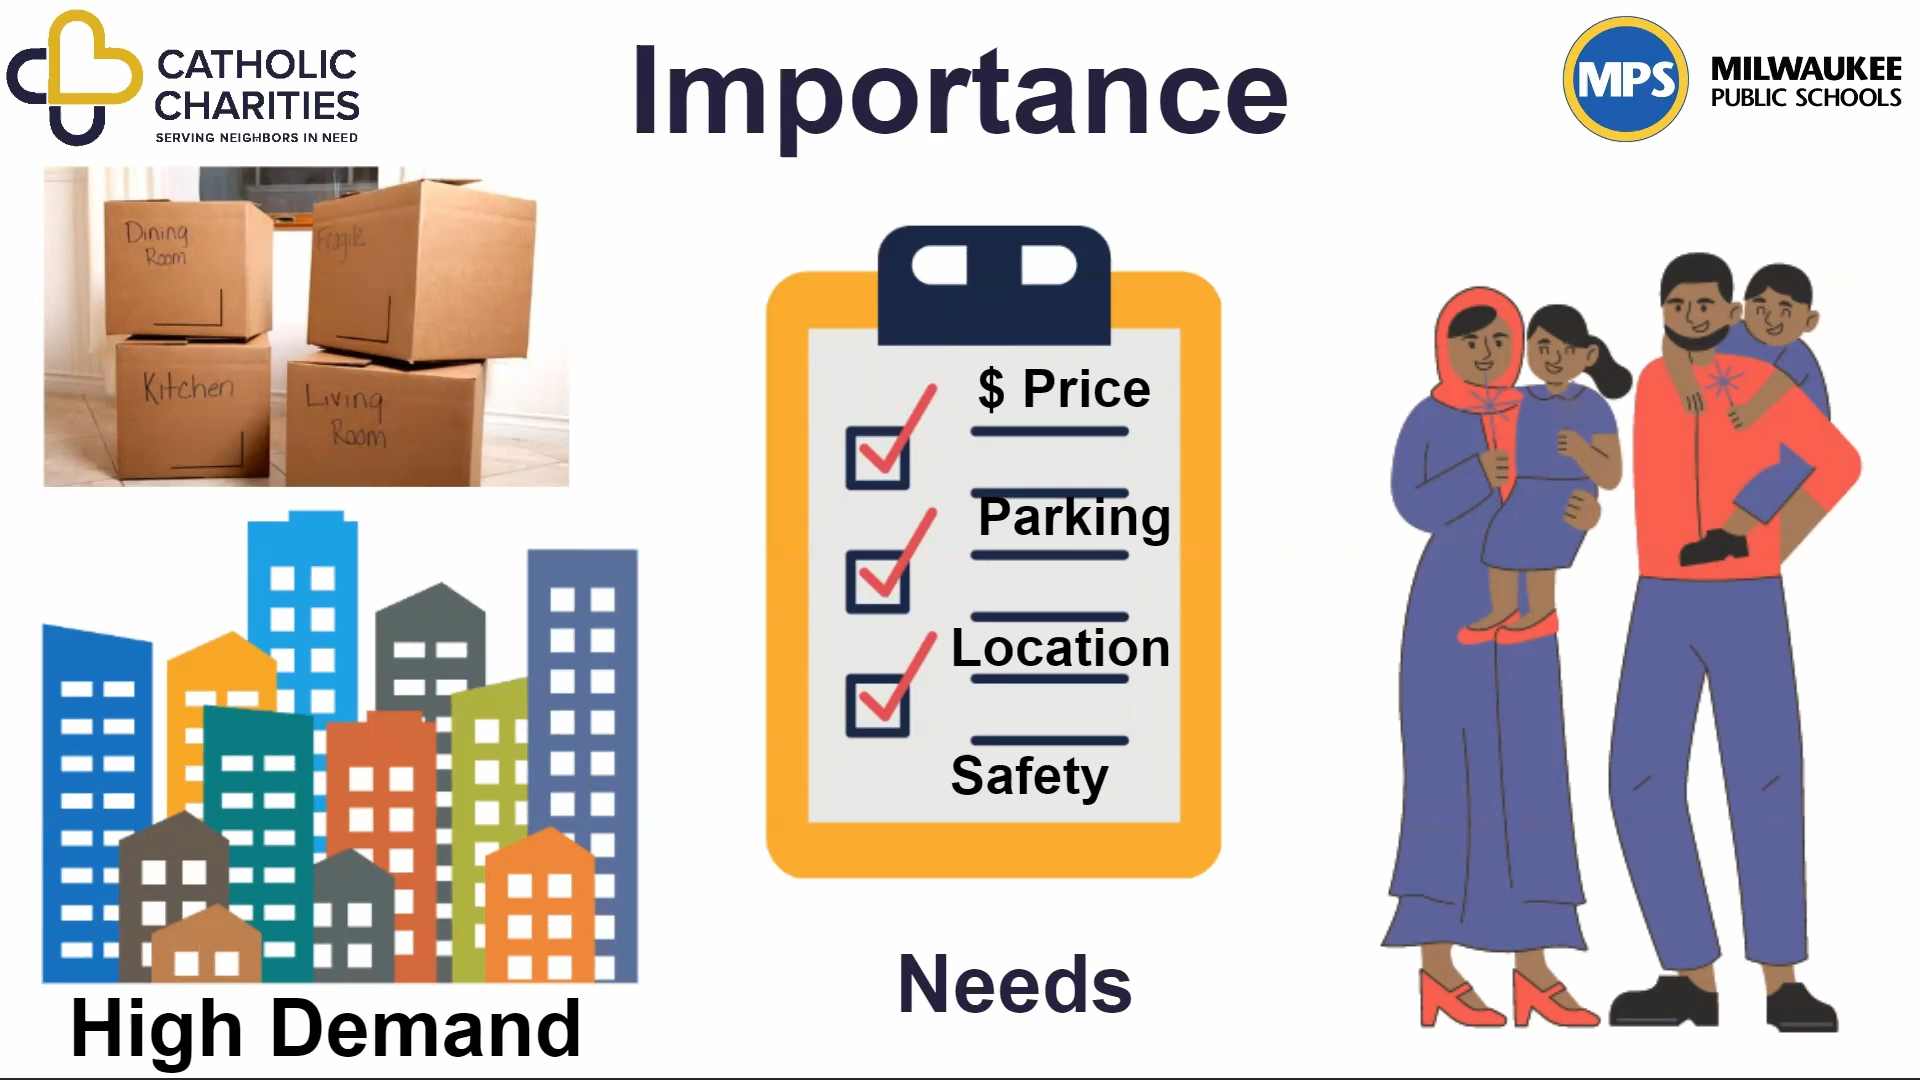 CATHOLIC
CHARITIES
SERVING NEIGHBORS IN NEED
Importance
MPS
MILWAUKEE
PUBLIC SCHOOLS
Dining
Room
Fragile
Kitchen
Living
Room
$ Price
Parking
Location
Safety
High Demand
Needs